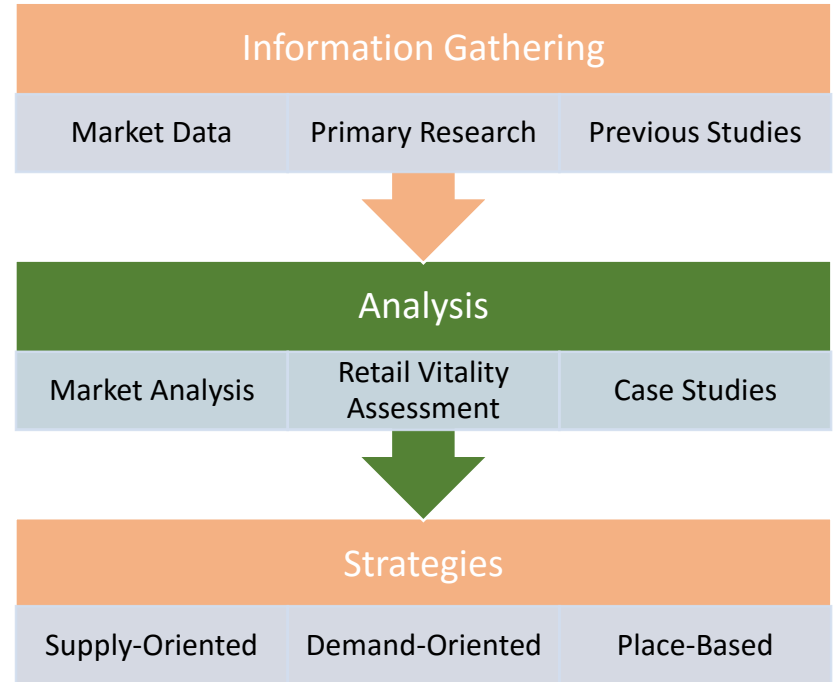 Information Gathering
Market Data
Primary Research
Previous Studies
Analysis
Market Analysis
Retail Vitality
Assessment
Case Studies
Strategies
Supply-Oriented
Demand-Oriented
Place-Based